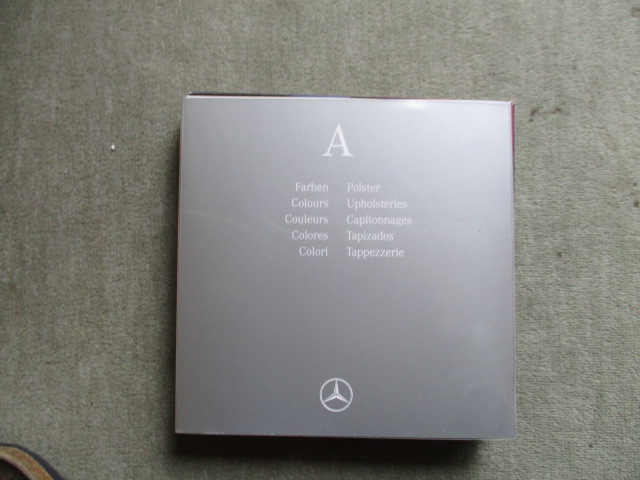 A
Farben Polster
Colours Upholsteries
Couleurs Capitonnages
Colores Tapizados
Colori Tappezzerie